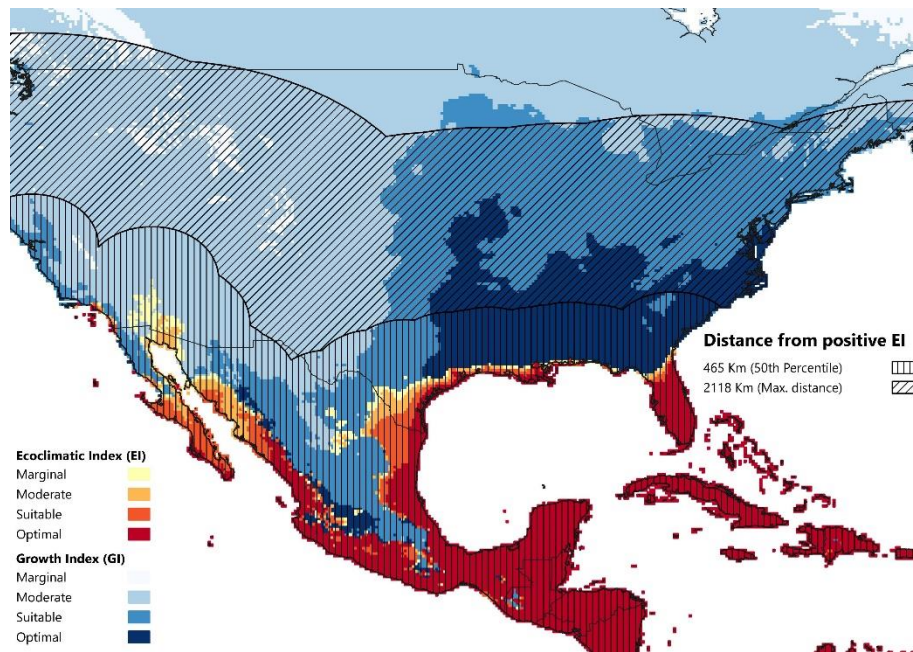 Distance from positive EI
465 Km (50th Percentile)
2118 Km (Max. distance)
Ecoclimatic Index (EI)
Marginal
Moderate
Suitable
Optimal
Growth Index (GI)
Marginal
Moderate
Suitable
Optimal